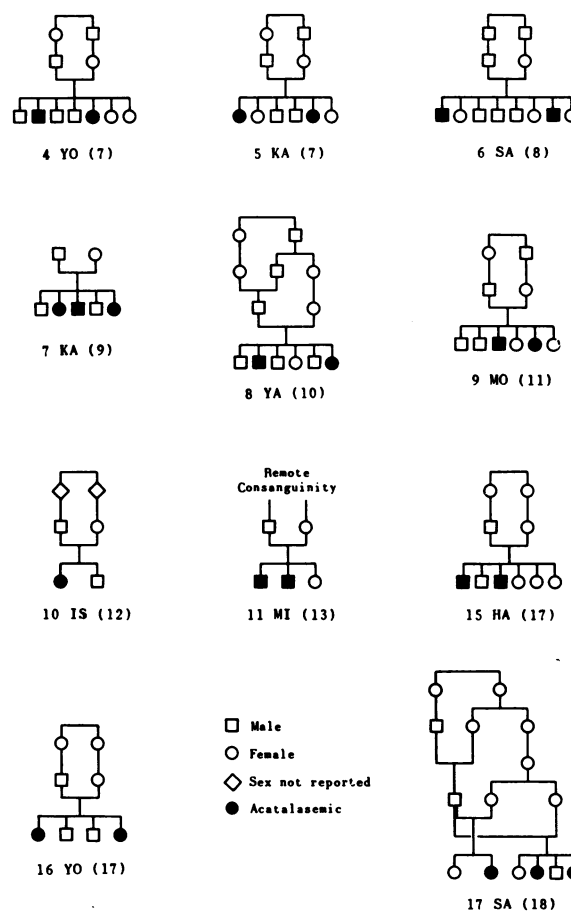 4 YO (7)
5 KA (7)
6 SA (8)
7 KA (9)
8 YA (10)
9 MO (11)
Remote
Consanguinity
10 IS (12)
11 MI (13)
15 HA (17)
16 YO (17)
Male
Female
Sex not reported
Acatalasemic
17 SA (18)